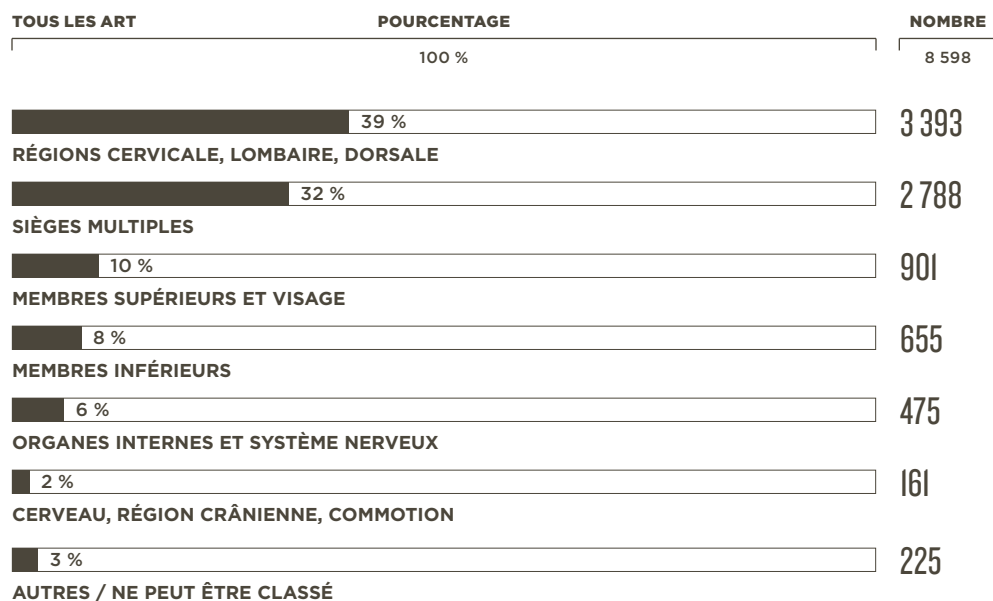 TOUS LES ART POURCENTAGE NOMBRE
100 % 8 598
39 % 3 393
RÉGIONS CERVICALE, LOMBAIRE, DORSALE
32 % 2 788
SIÈGES MULTIPLES
10 % 901
MEMBRES SUPÉRIEURS ET VISAGE
8 % 655
MEMBRES INFÉRIEURS
6 % 475
ORGANES INTERNES ET SYSTÈME NERVEUX
2 % 161
CERVEAU, RÉGION CRÂNIENNE, COMMOTION
3 % 225
AUTRES / NE PEUT ÊTRE CLASSÉ